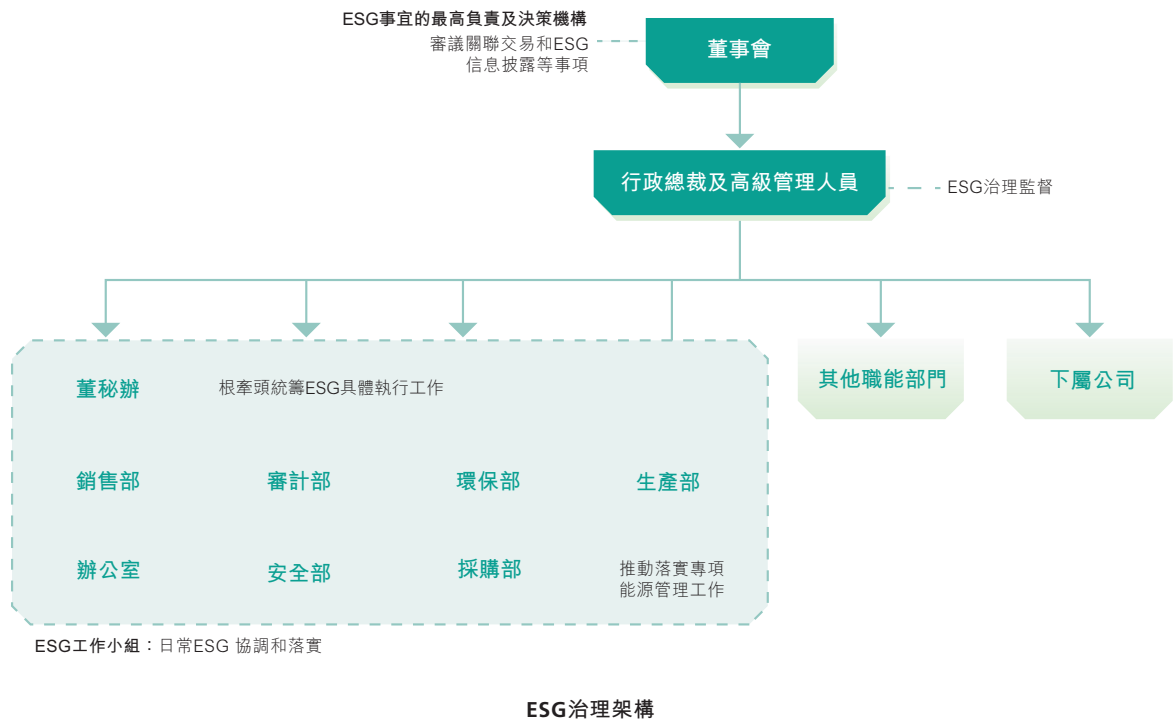 ESG事宜的最高負責及決策機構
審議關聯交易和ESG
信息披露等事項
董事會
行政總裁及高級管理人員
ESG治理監督
董秘辦
根牽頭統籌ESG具體執行工作
其他職能部門
下屬公司
銷售部
審計部
環保部
生產部
辦公室
安全部
採購部
推動落實專項
能源管理工作
ESG工作小組：日常ESG 協調和落實
ESG治理架構